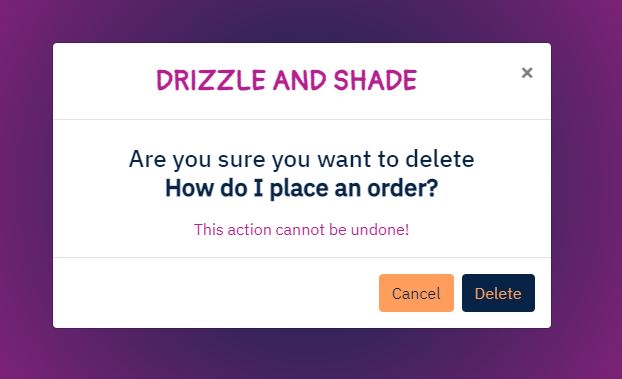 DRIZZLE AND SHADE
×
Are you sure you want to delete
How do I place an order?
This action cannot be undone!
Cancel
Delete